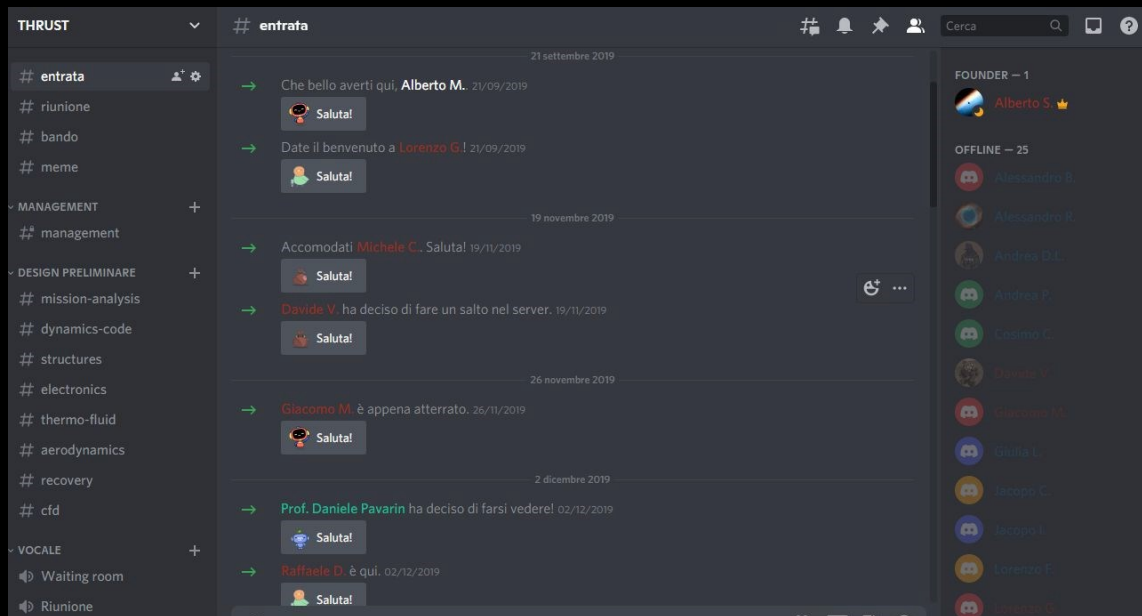 THRUST
# entrata
# riunione
# bando
# meme
MANAGEMENT
# management
DESIGN PRELIMINARE
# mission-analysis
# dynamics-code
# structures
# electronics
# thermo-fluid
# aerodynamics
# recovery
# cfd
VOCALE
Waiting room
Riunione
# entrata
Cerca
21 settembre 2019
Che bello averti qui, Alberto M.. 21/09/2019
Saluta!
Date il benvenuto a Lorenzo G.! 21/09/2019
Saluta!
19 novembre 2019
Accomodati Michele C.. Saluta! 19/11/2019
Saluta!
Davide V. ha deciso di fare un salto nel server. 19/11/2019
Saluta!
26 novembre 2019
Giacomo M. è appena atterrato. 26/11/2019
Saluta!
2 dicembre 2019
Prof. Daniele Pavarin ha deciso di farsi vedere! 02/12/2019
Saluta!
Raffaele D. è qui. 02/12/2019
Saluta!
FOUNDER — 1
Alberto S.
OFFLINE — 25
Alessandro B.
Alessandro R.
Andrea D.L.
Andrea P.
Cosimo C.
Davide V.
Giacomo M.
Giulia L.
Jacopo C.
Jacopo I.
Lorenzo F.
Lorenzo G.